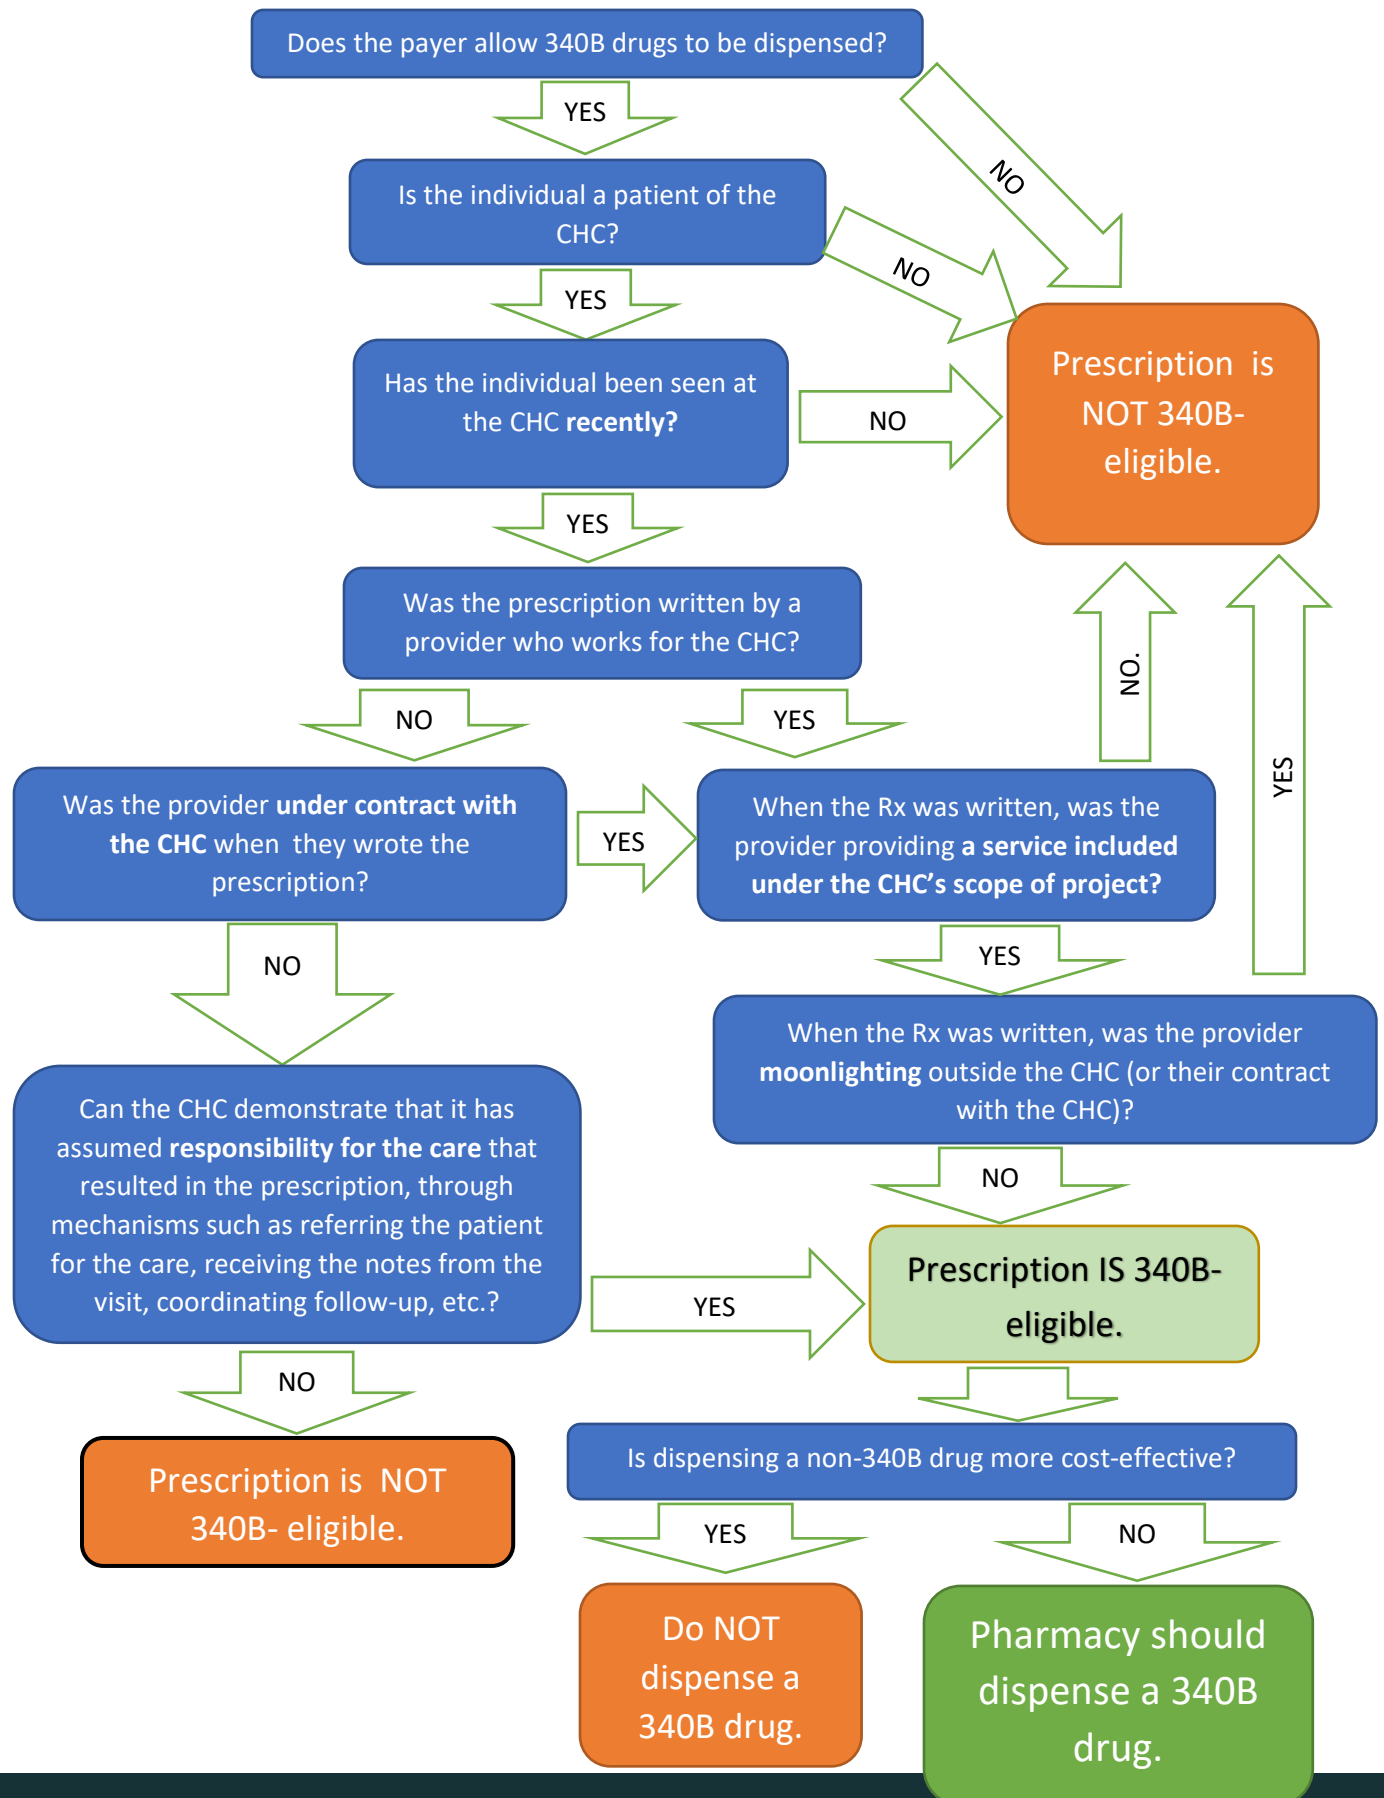 Does the payer allow 340B drugs to be dispensed?
YES
NO
Is the individual a patient of the
CHC?
NO
YES
Has the individual been seen at
the CHC recently?
NO
Prescription is
NOT 340B-
eligible.
YES
Was the prescription written by a
provider who works for the CHC?
NO
YES
NO.
YES
Was the provider under contract with
the CHC when they wrote the
prescription?
YES
When the Rx was written, was the
provider providing a service included
under the CHC's scope of project?
NO
YES
When the Rx was written, was the provider
moonlighting outside the CHC (or their contract
with the CHC)?
Can the CHC demonstrate that it has
assumed responsibility for the care that
resulted in the prescription, through
mechanisms such as referring the patient
for the care, receiving the notes from the
visit, coordinating follow-up, etc.?
NO
YES
Prescription IS 340B-
eligible.
NO
Prescription is NOT
340B- eligible.
Is dispensing a non-340B drug more cost-effective?
YES
NO
Do NOT
dispense a
340B drug.
Pharmacy should
dispense a 340B
drug.